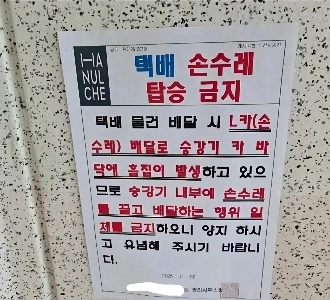 HA
NUL
CHE
택배 손수레
탑승 금지
택배 물건 배달 시 L카(손
수레) 배달로 승강기 카 바
닥에 흠집이 발생하고 있으
므로 승강기 내부에 손수레
를 끌고 배달하는 행위 일
체를 금지하오니 양지 하시
고 유념해 주시기 바랍니
다.